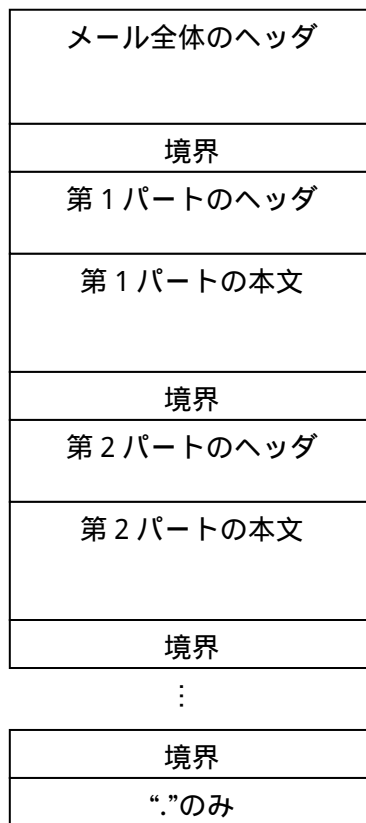 メール全体のヘッダ
境界
第1パートのヘッダ
第1パートの本文
境界
第2パートのヘッダ
第2パートの本文
境界
⋮
境界
“.”のみ